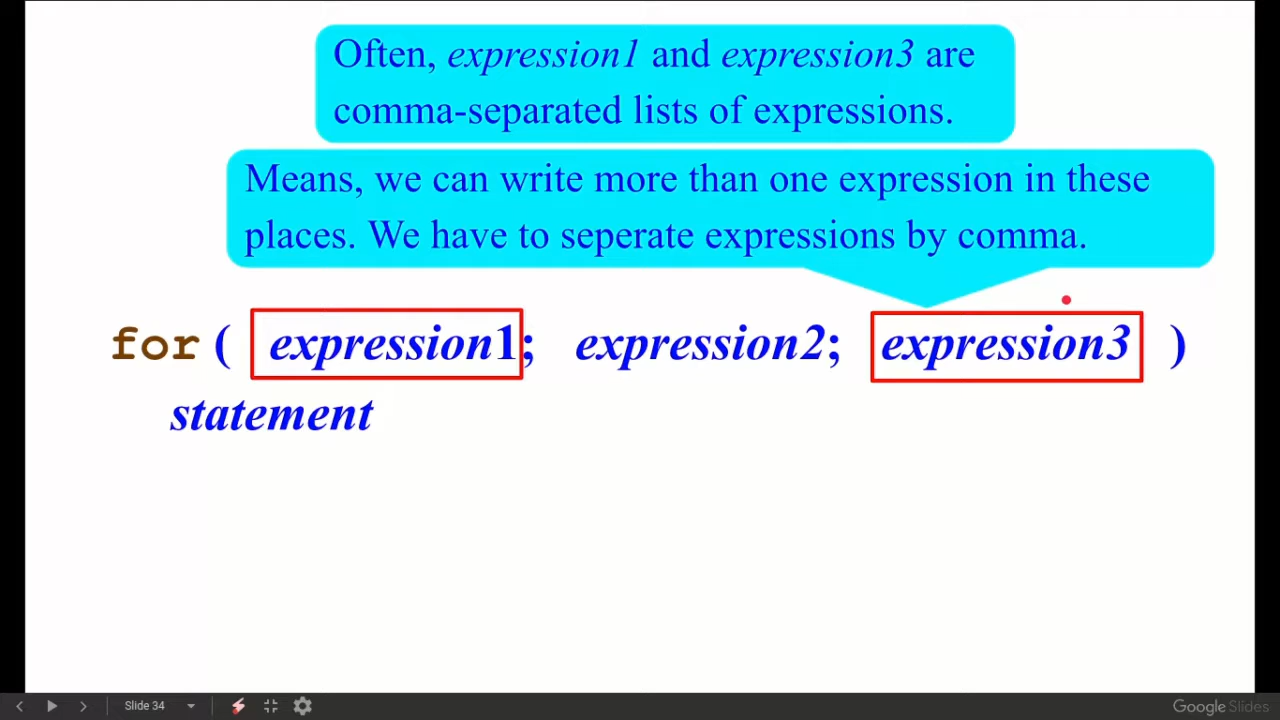 Often, expression1 and expression3 are
comma-separated lists of expressions.
Means, we can write more than one expression in these
places. We have to seperate expressions by comma.
for ( expression1; expression2; expression3 )
statement
Slide 34
Google Slides